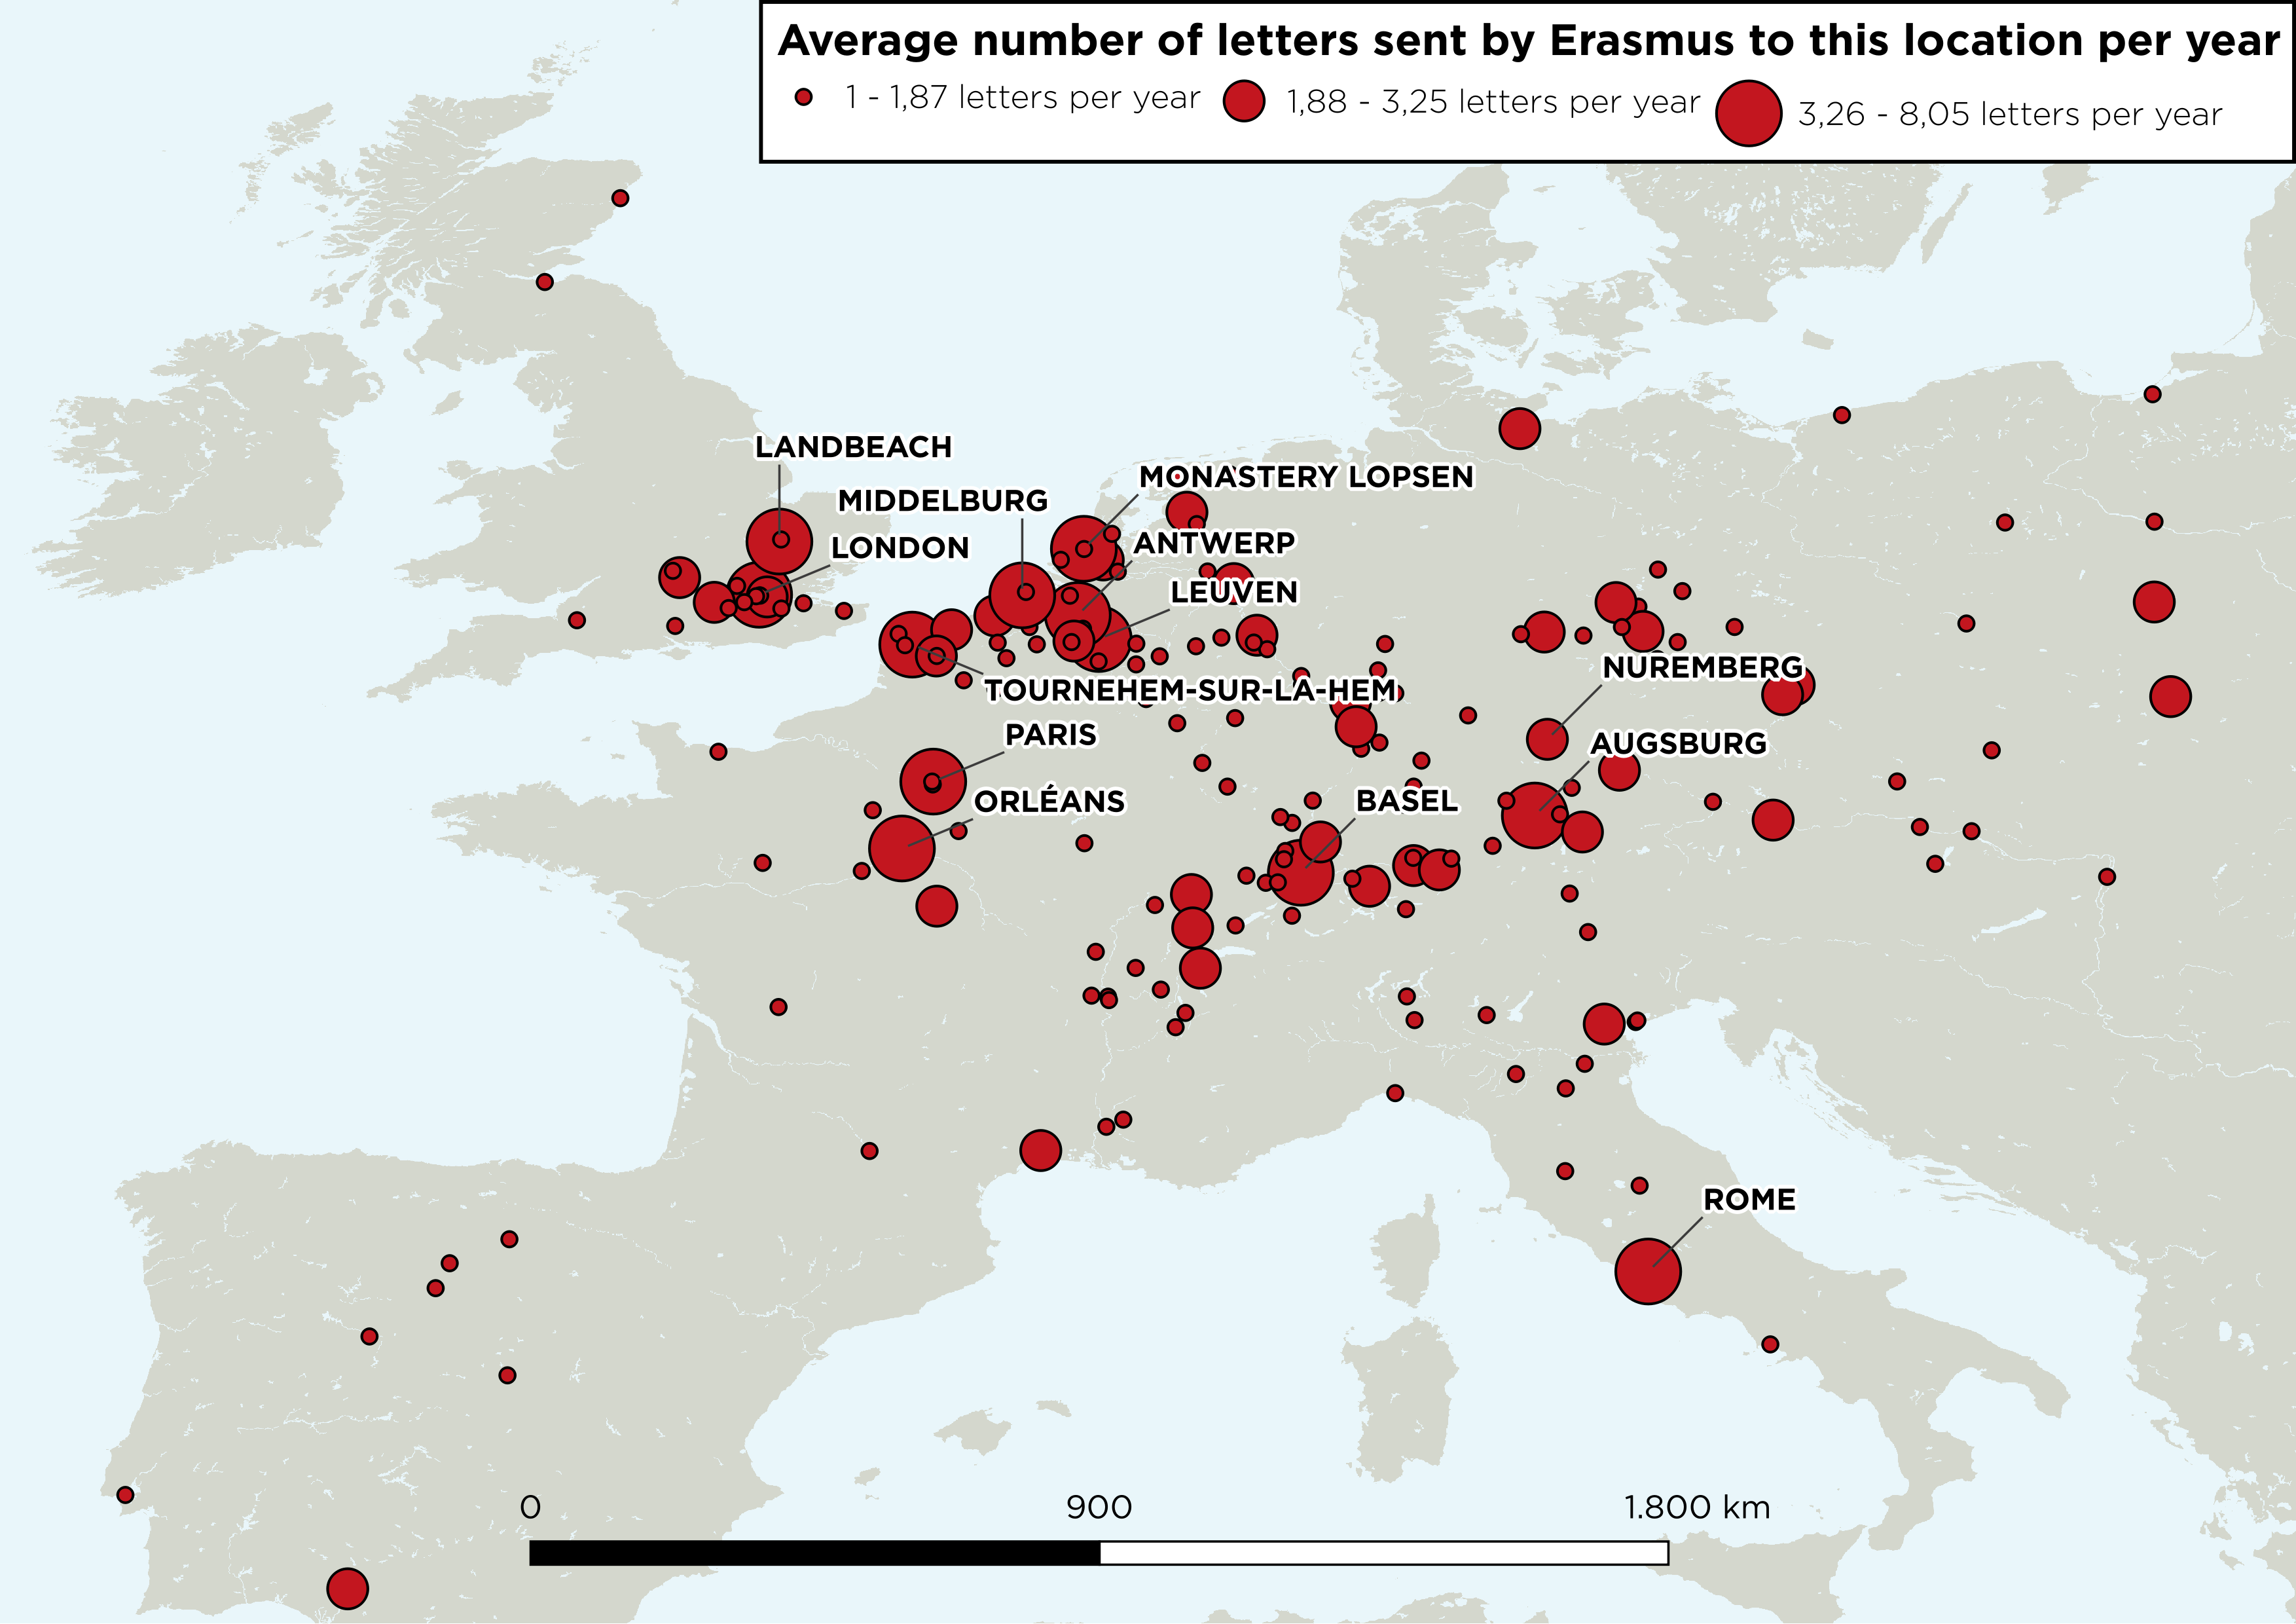 Average number of letters sent by Erasmus to this location per year
1 - 1,87 letters per year
1,88 - 3,25 letters per year
3,26 - 8,05 letters per year
LANDBEACH
MONASTERY LOPSEN
MIDDELBURG
ANTWERP
LONDON
LEUVEN
NUREMBERG
TOURNEHEM-SUR-LA-HEM
PARIS
AUGSBURG
ORLÉANS
BASEL
ROME
0
900
1.800 km